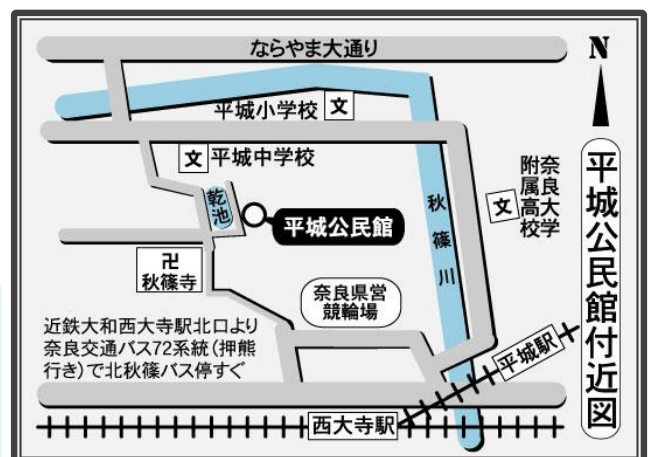 ならやま大通り
N
平城小学校 文
文 平城中学校
奈良大学
附属高校
文
乾池
平城公民館
秋篠川
卍
秋篠寺
奈良県営
競輪場
近鉄大和西大寺駅北口より
奈良交通バス72系統(押熊
行き)で北秋篠バス停すぐ
平城駅
西大寺駅
平城公民館付近図